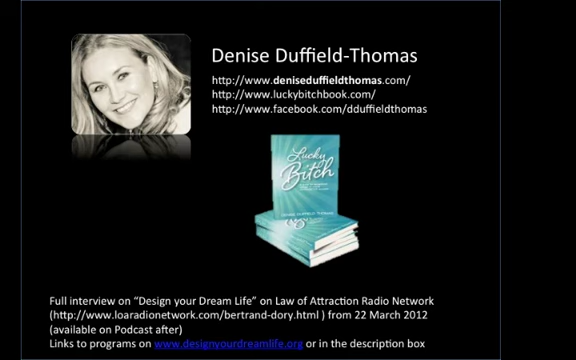 Denise Duffield-Thomas
http://www.deniseduffieldthomas.com/
http://www.luckybitchbook.com/
http://www.facebook.com/dduffieldthomas
Lucky
Bitch
DENISE DUFFIELD-THOMAS
Full interview on “Design your Dream Life” on Law of Attraction Radio Network
(http://www.loaradionetwork.com/bertrand-dory.html ) from 22 March 2012
(available on Podcast after)
Links to programs on www.designyourdreamlife.org or in the description box